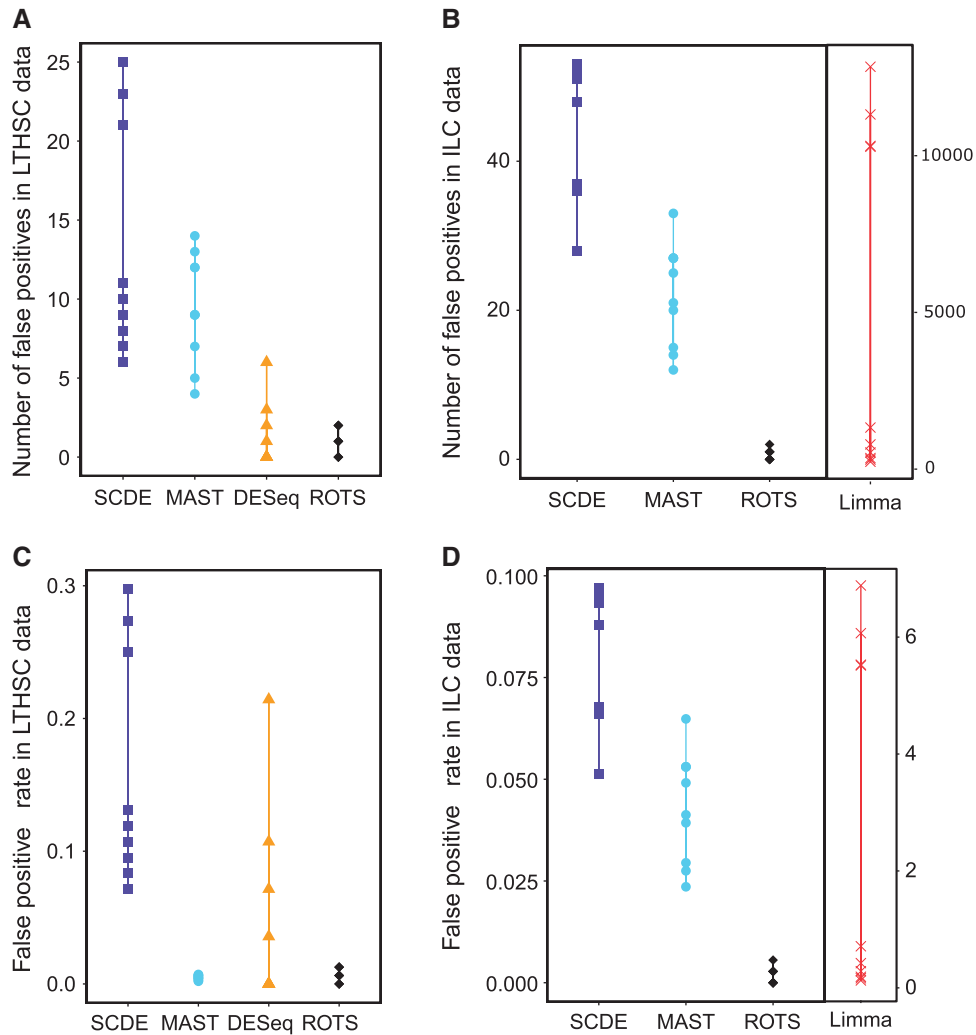 A
Number of false positives in LTHSC data
25
20
15
10
5
0
SCDE MAST DESeq ROTS
B
Number of false positives in ILC data
40
20
0
10000
5000
0
SCDE MAST ROTS Limma
C
False positive rate in LTHSC data
0.3
0.2
0.1
0.0
SCDE MAST DESeq ROTS
D
False positive rate in ILC data
0.100
0.075
0.050
0.025
0.000
6
4
2
0
SCDE MAST ROTS Limma